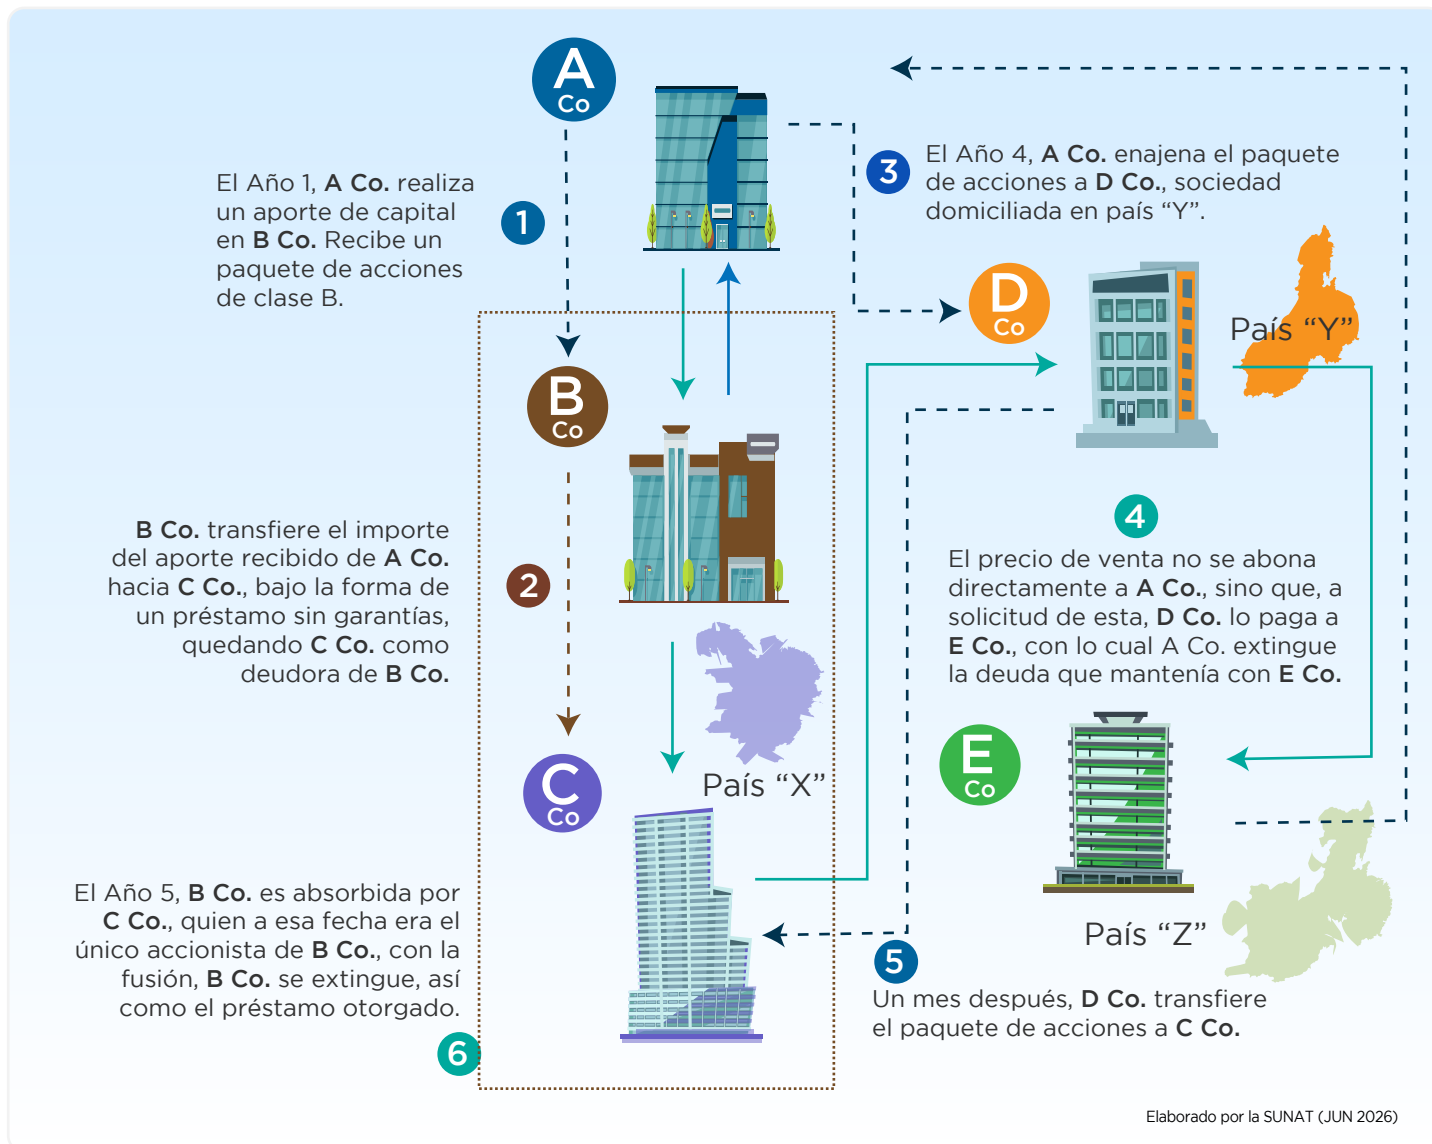 A
Co
1
El Año 1, A Co. realiza
un aporte de capital
en B Co. Recibe un
paquete de acciones
de clase B.
3
El Año 4, A Co. enajena el paquete
de acciones a D Co., sociedad
domiciliada en país “Y”.
D
Co
País “Y”
B
Co
2
B Co. transfiere el importe
del aporte recibido de A Co.
hacia C Co., bajo la forma de
un préstamo sin garantías,
quedando C Co. como
deudora de B Co.
4
El precio de venta no se abona
directamente a A Co., sino que, a
solicitud de esta, D Co. lo paga a
E Co., con lo cual A Co. extingue
la deuda que mantenía con E Co.
C
Co
País “X”
E
Co
País “Z”
5
Un mes después, D Co. transfiere
el paquete de acciones a C Co.
El Año 5, B Co. es absorbida por
C Co., quien a esa fecha era el
único accionista de B Co., con la
fusión, B Co. se extingue, así
como el préstamo otorgado.
6
Elaborado por la SUNAT (JUN 2026)